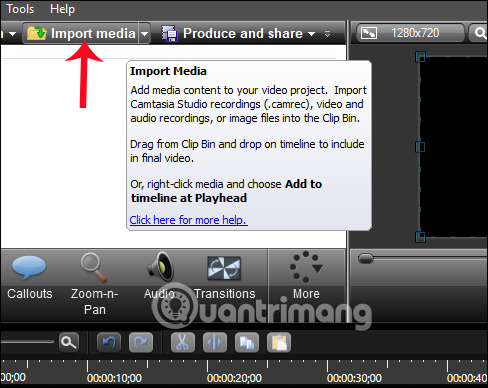 Tools Help
Import media Produce and share
1280x720
Import Media
Add media content to your video project. Import
Camtasia Studio recordings (.camrec), video and
audio recordings, or image files into the Clip Bin.
Drag from Clip Bin and drop on timeline to include
in final video.
Or, right-click media and choose Add to
timeline at Playhead
Click here for more help.
Callouts Zoom-n-
Pan Audio Transitions More
Quantrimang
00:00:10;00 00:00:20;00 00:00:30;00